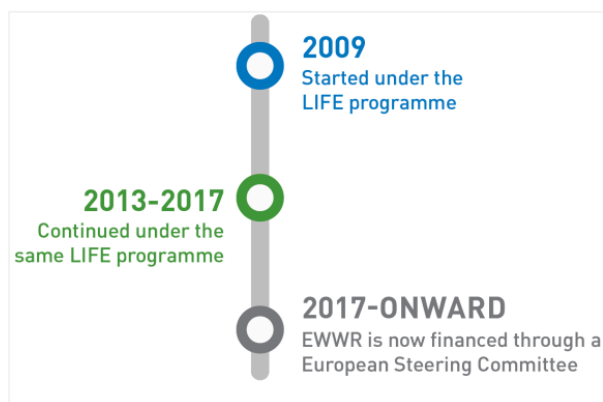 2009
Started under the
LIFE programme
2013-2017
Continued under the
same LIFE programme
2017-ONWARD
EWWR is now financed through a
European Steering Committee